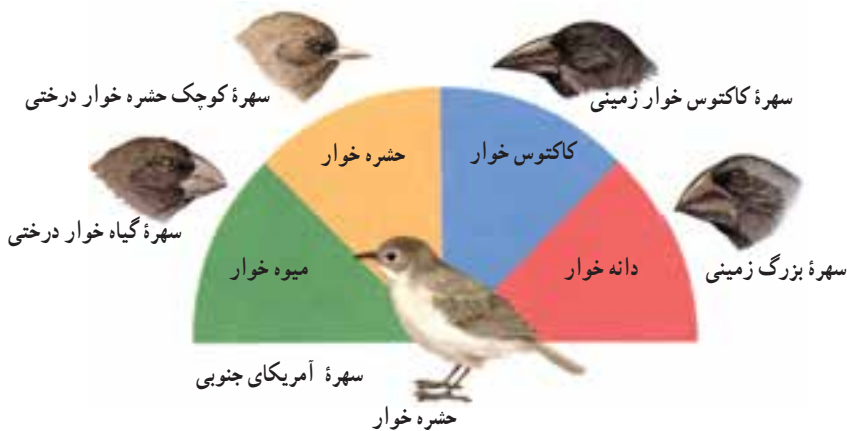 سهرهٔ کاکتوس خوار زمینی
سهرهٔ کوچک حشره خوار درختی
کاکتوس خوار
حشره خوار
سهرهٔ گیاه خوار درختی
دانه خوار
میوه خوار
سهرهٔ بزرگ زمینی
سهرهٔ آمریکای جنوبی
حشره خوار